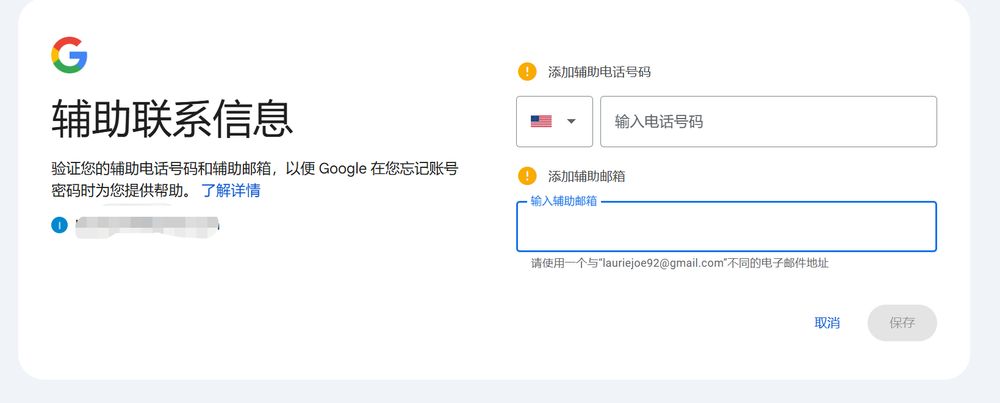 辅助联系信息
验证您的辅助电话号码和辅助邮箱，以便 Google 在您忘记账号
密码时为您提供帮助。 了解详情
添加辅助电话号码
输入电话号码
添加辅助邮箱
输入辅助邮箱
请使用一个与“lauriejoe92@gmail.com”不同的电子邮件地址
取消
保存